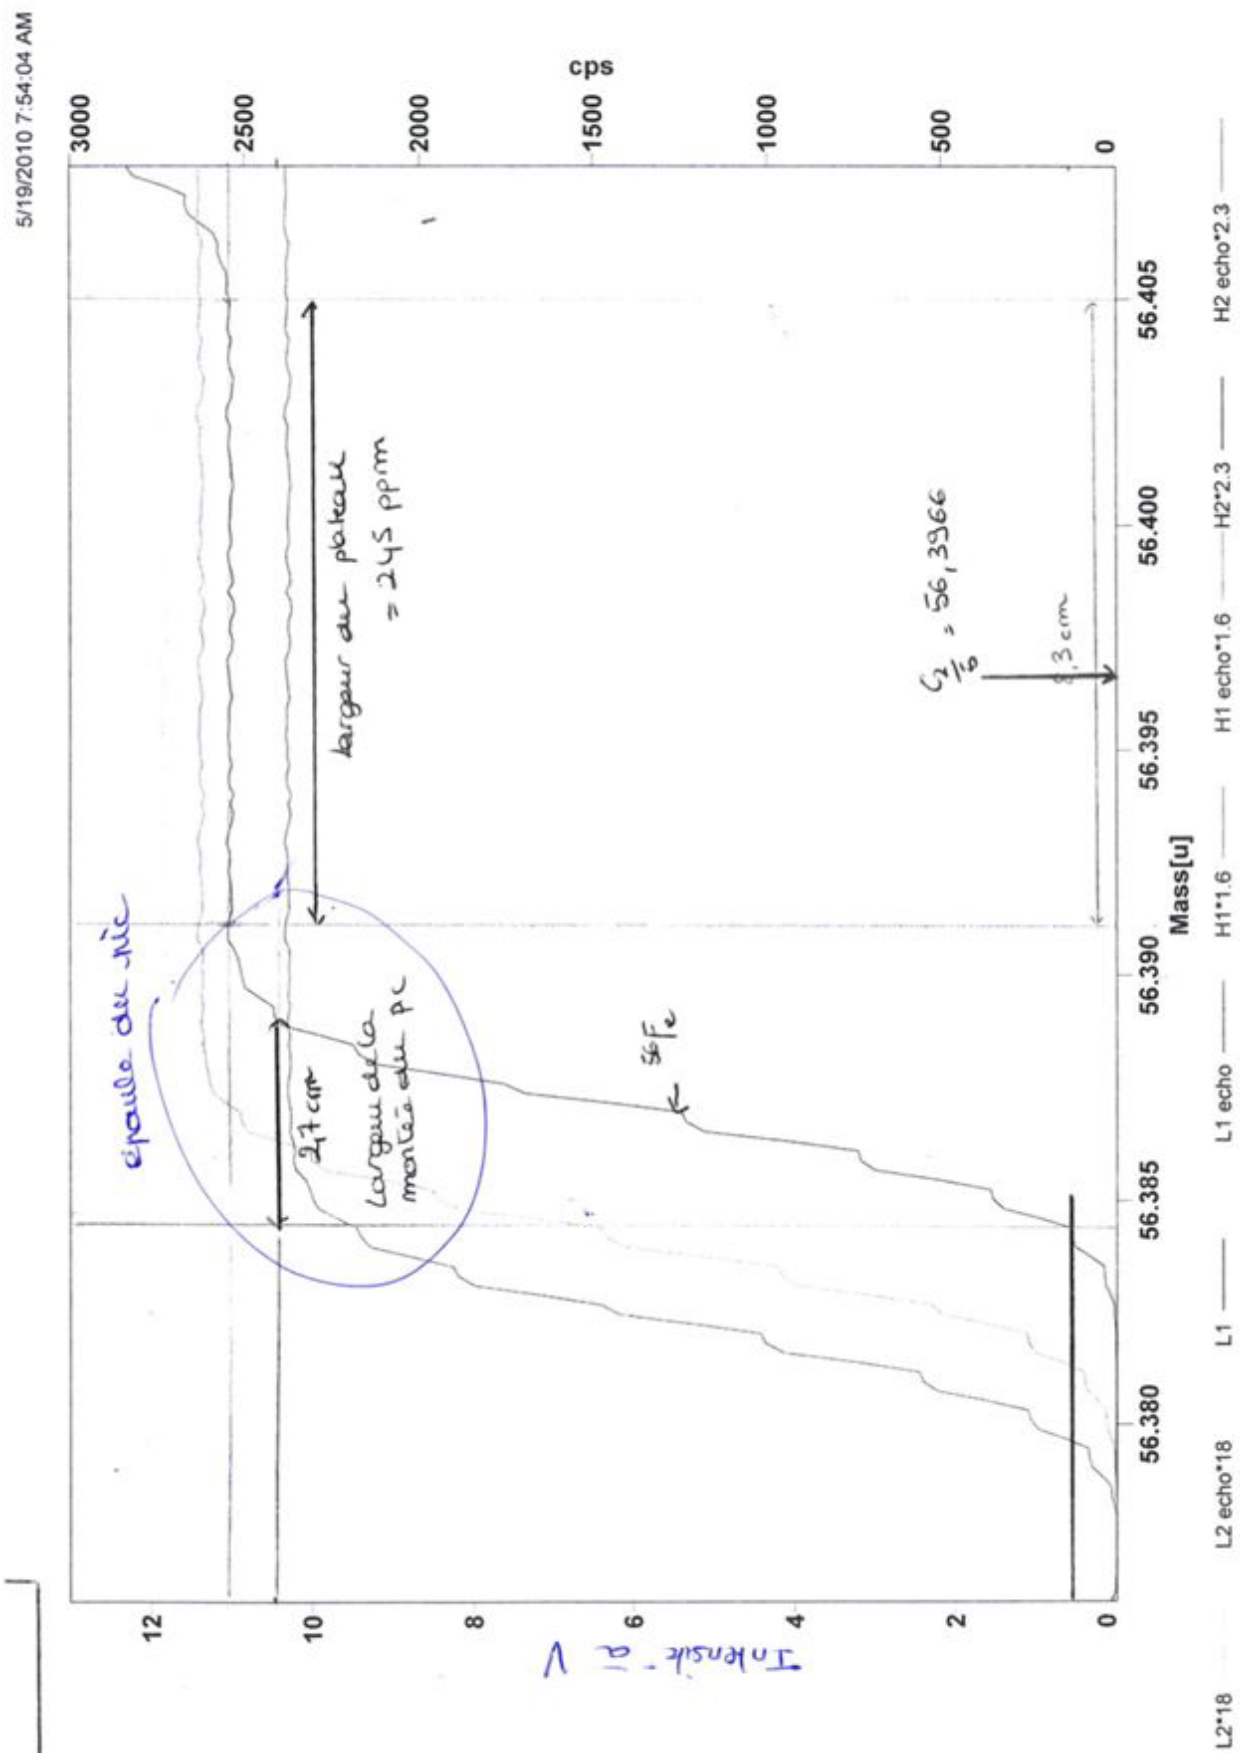 5/19/2010 7:54:04 AM
épaule du pic
3000
2500
2000
1500
1000
500
0
cps
12
10
8
6
4
2
0
Intensité en V
largeur du plateau
= 245 ppm
2,7 cm
Largeur de la
montée du pc
56Fe
= 56,3966
8,3 cm
56.380
56.385
56.390
56.395
56.400
56.405
Mass[u]
L2*18
L2 echo*18
L1
L1 echo
H1*1.6
H1 echo*1.6
H2*2.3
H2 echo*2.3